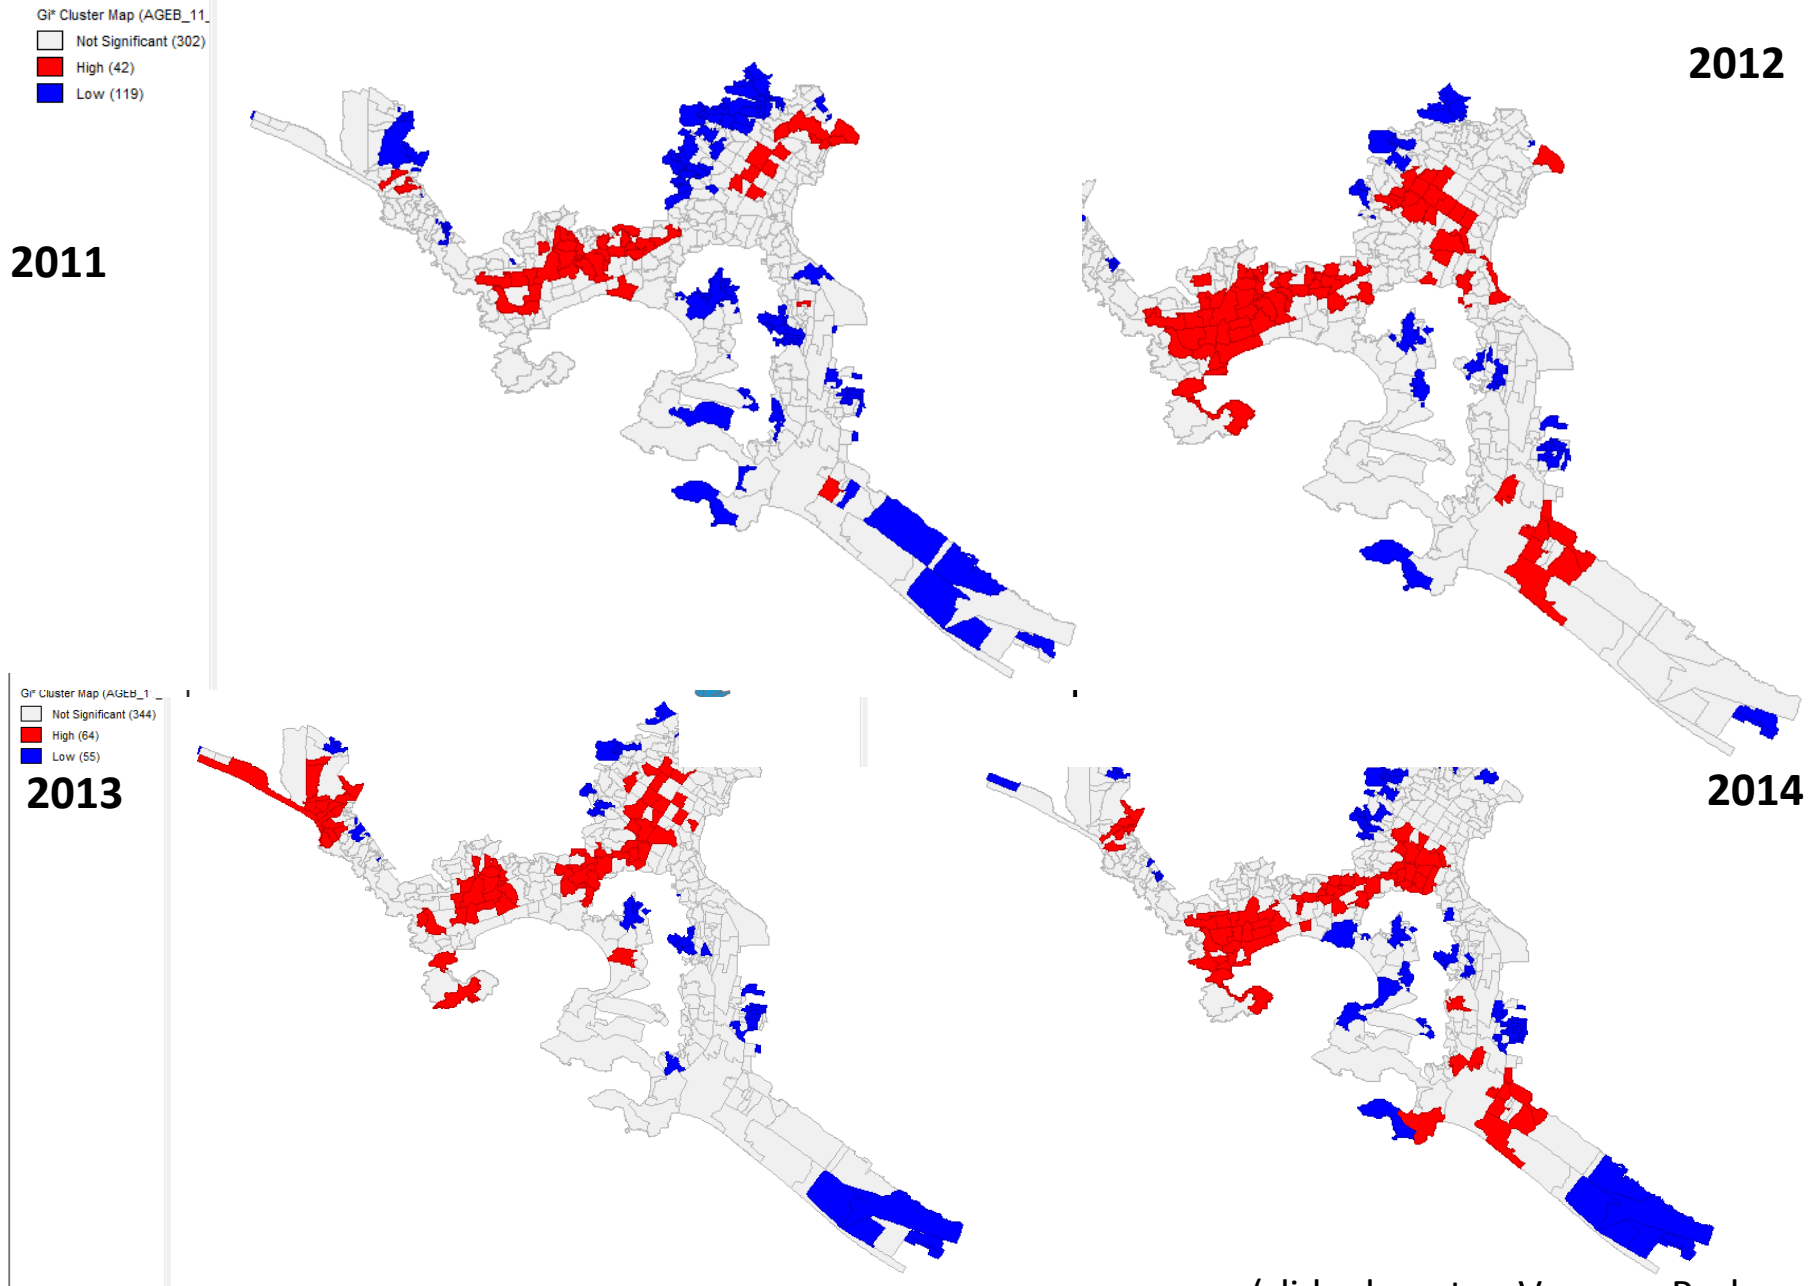 Gi* Cluster Map (AGEB_11_
Not Significant (302)
High (42)
Low (119)
2011
2012
Gi* Cluster Map (AGEB_1
Not Significant (344)
High (64)
Low (55)
2013
2014